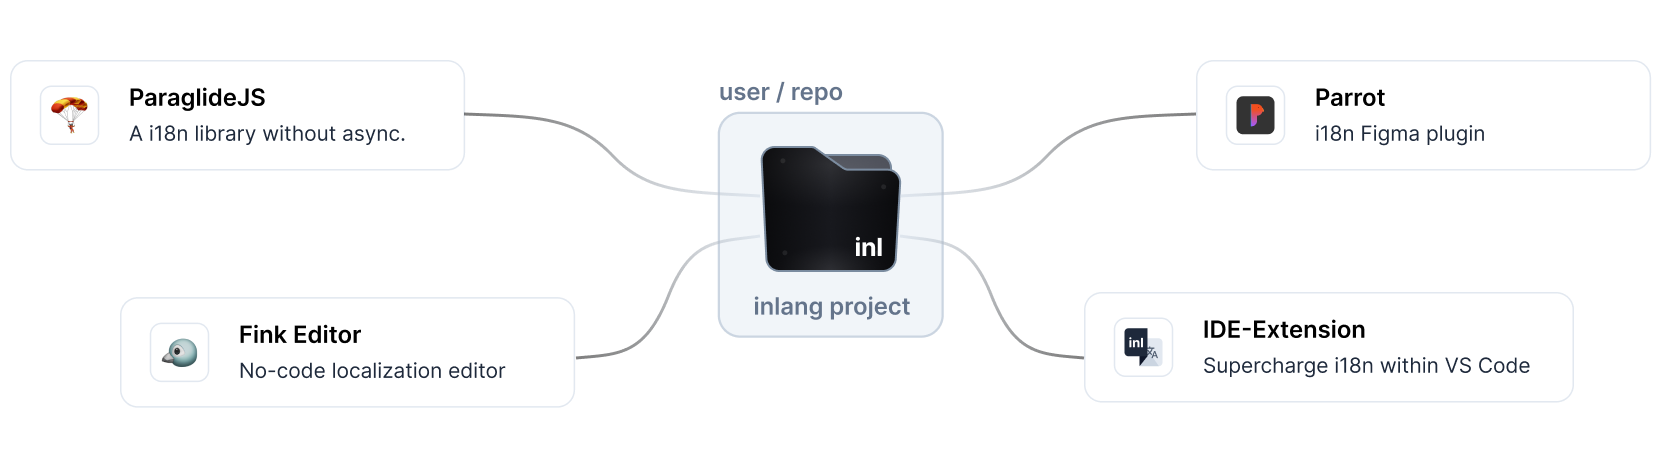 ParaglideJS
A i18n library without async.
Fink Editor
No-code localization editor
user / repo
inl
inlang project
Parrot
i18n Figma plugin
inl
IDE-Extension
Supercharge i18n within VS Code